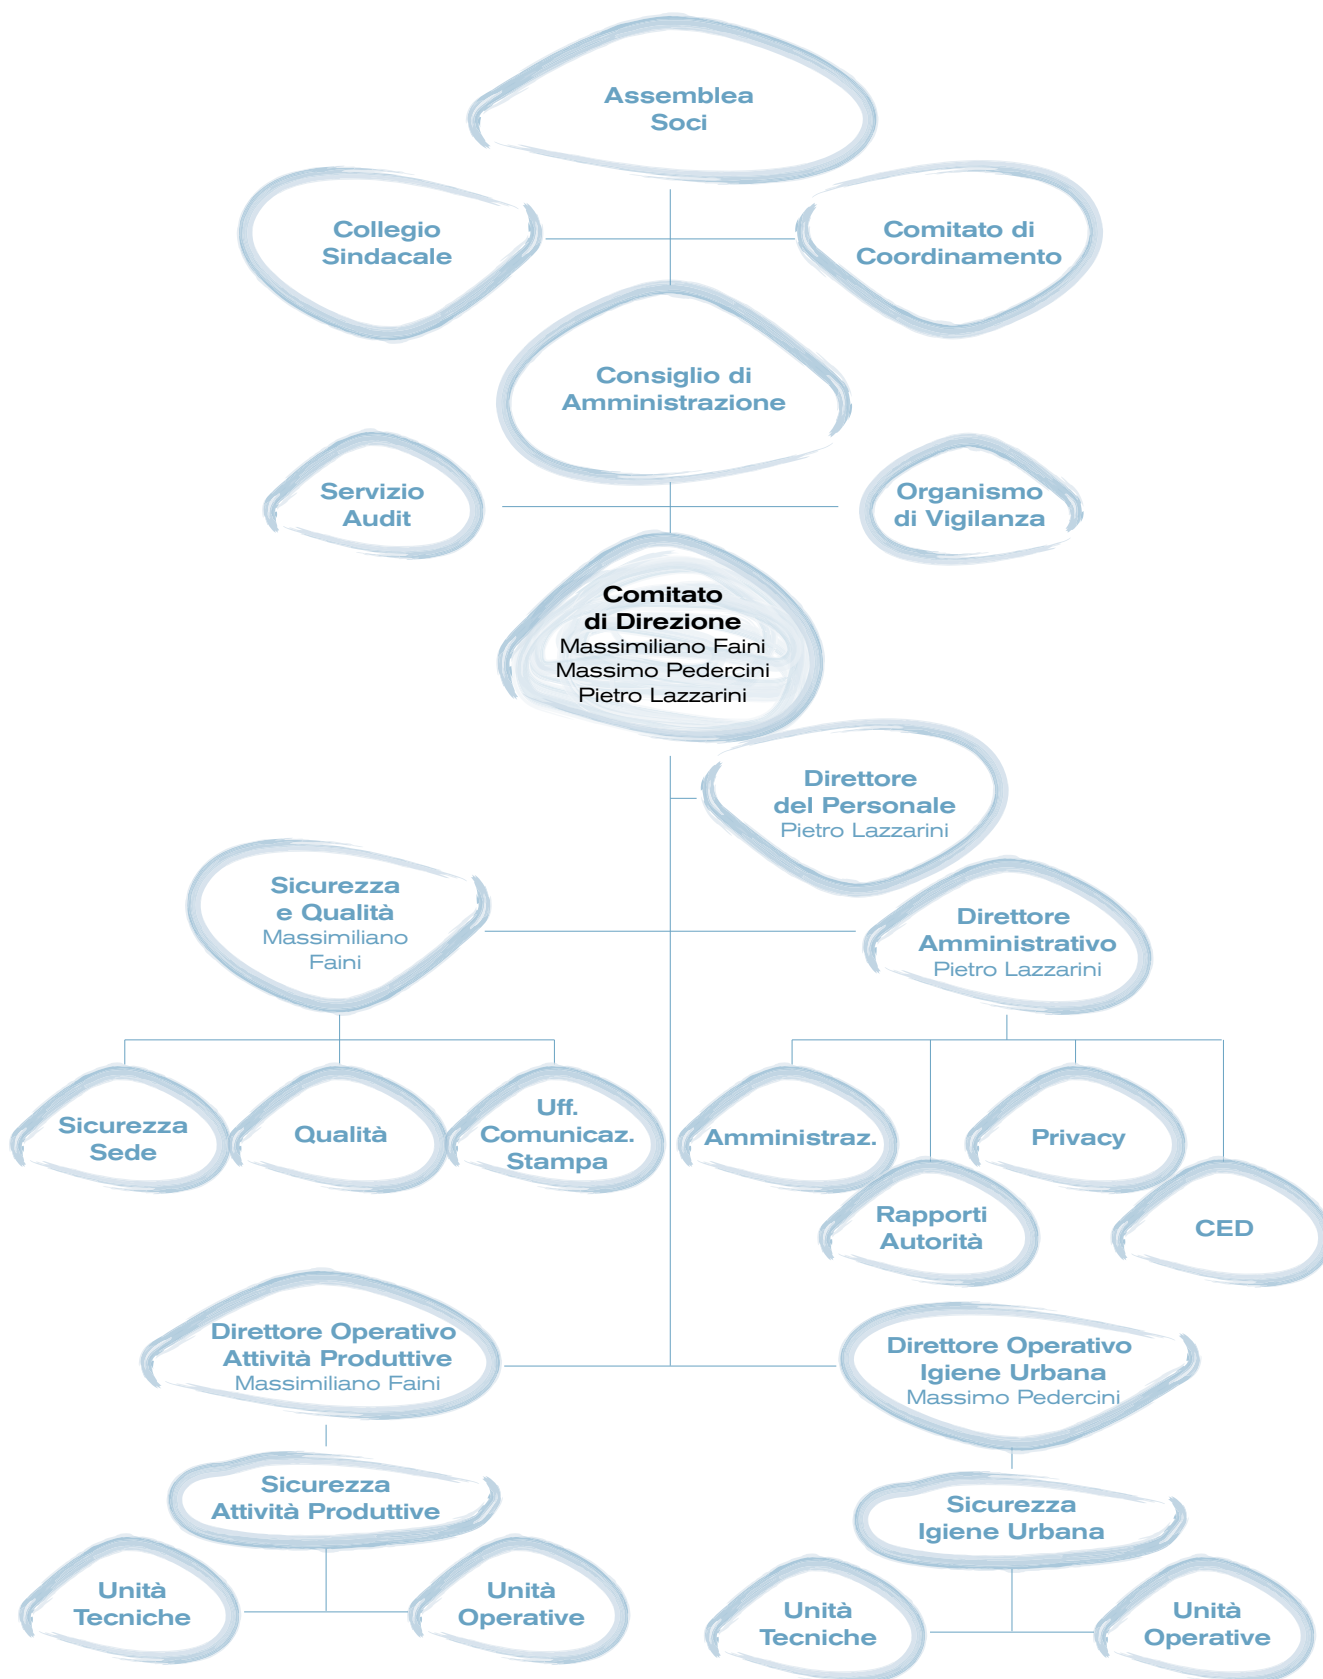 Assemblea
Soci
Collegio
Sindacale
Comitato di
Coordinamento
Consiglio di
Amministrazione
Servizio
Audit
Organismo
di Vigilanza
Comitato
di Direzione
Massimiliano Faini
Massimo Pedercini
Pietro Lazzarini
Direttore
del Personale
Pietro Lazzarini
Sicurezza
e Qualità
Massimiliano
Faini
Direttore
Amministrativo
Pietro Lazzarini
Sicurezza
Sede
Qualità
Uff.
Comunicaz.
Stampa
Amministraz.
Rapporti
Autorità
Privacy
CED
Direttore Operativo
Attività Produttive
Massimiliano Faini
Direttore Operativo
Igiene Urbana
Massimo Pedercini
Sicurezza
Attività Produttive
Sicurezza
Igiene Urbana
Unità
Tecniche
Unità
Operative
Unità
Tecniche
Unità
Operative